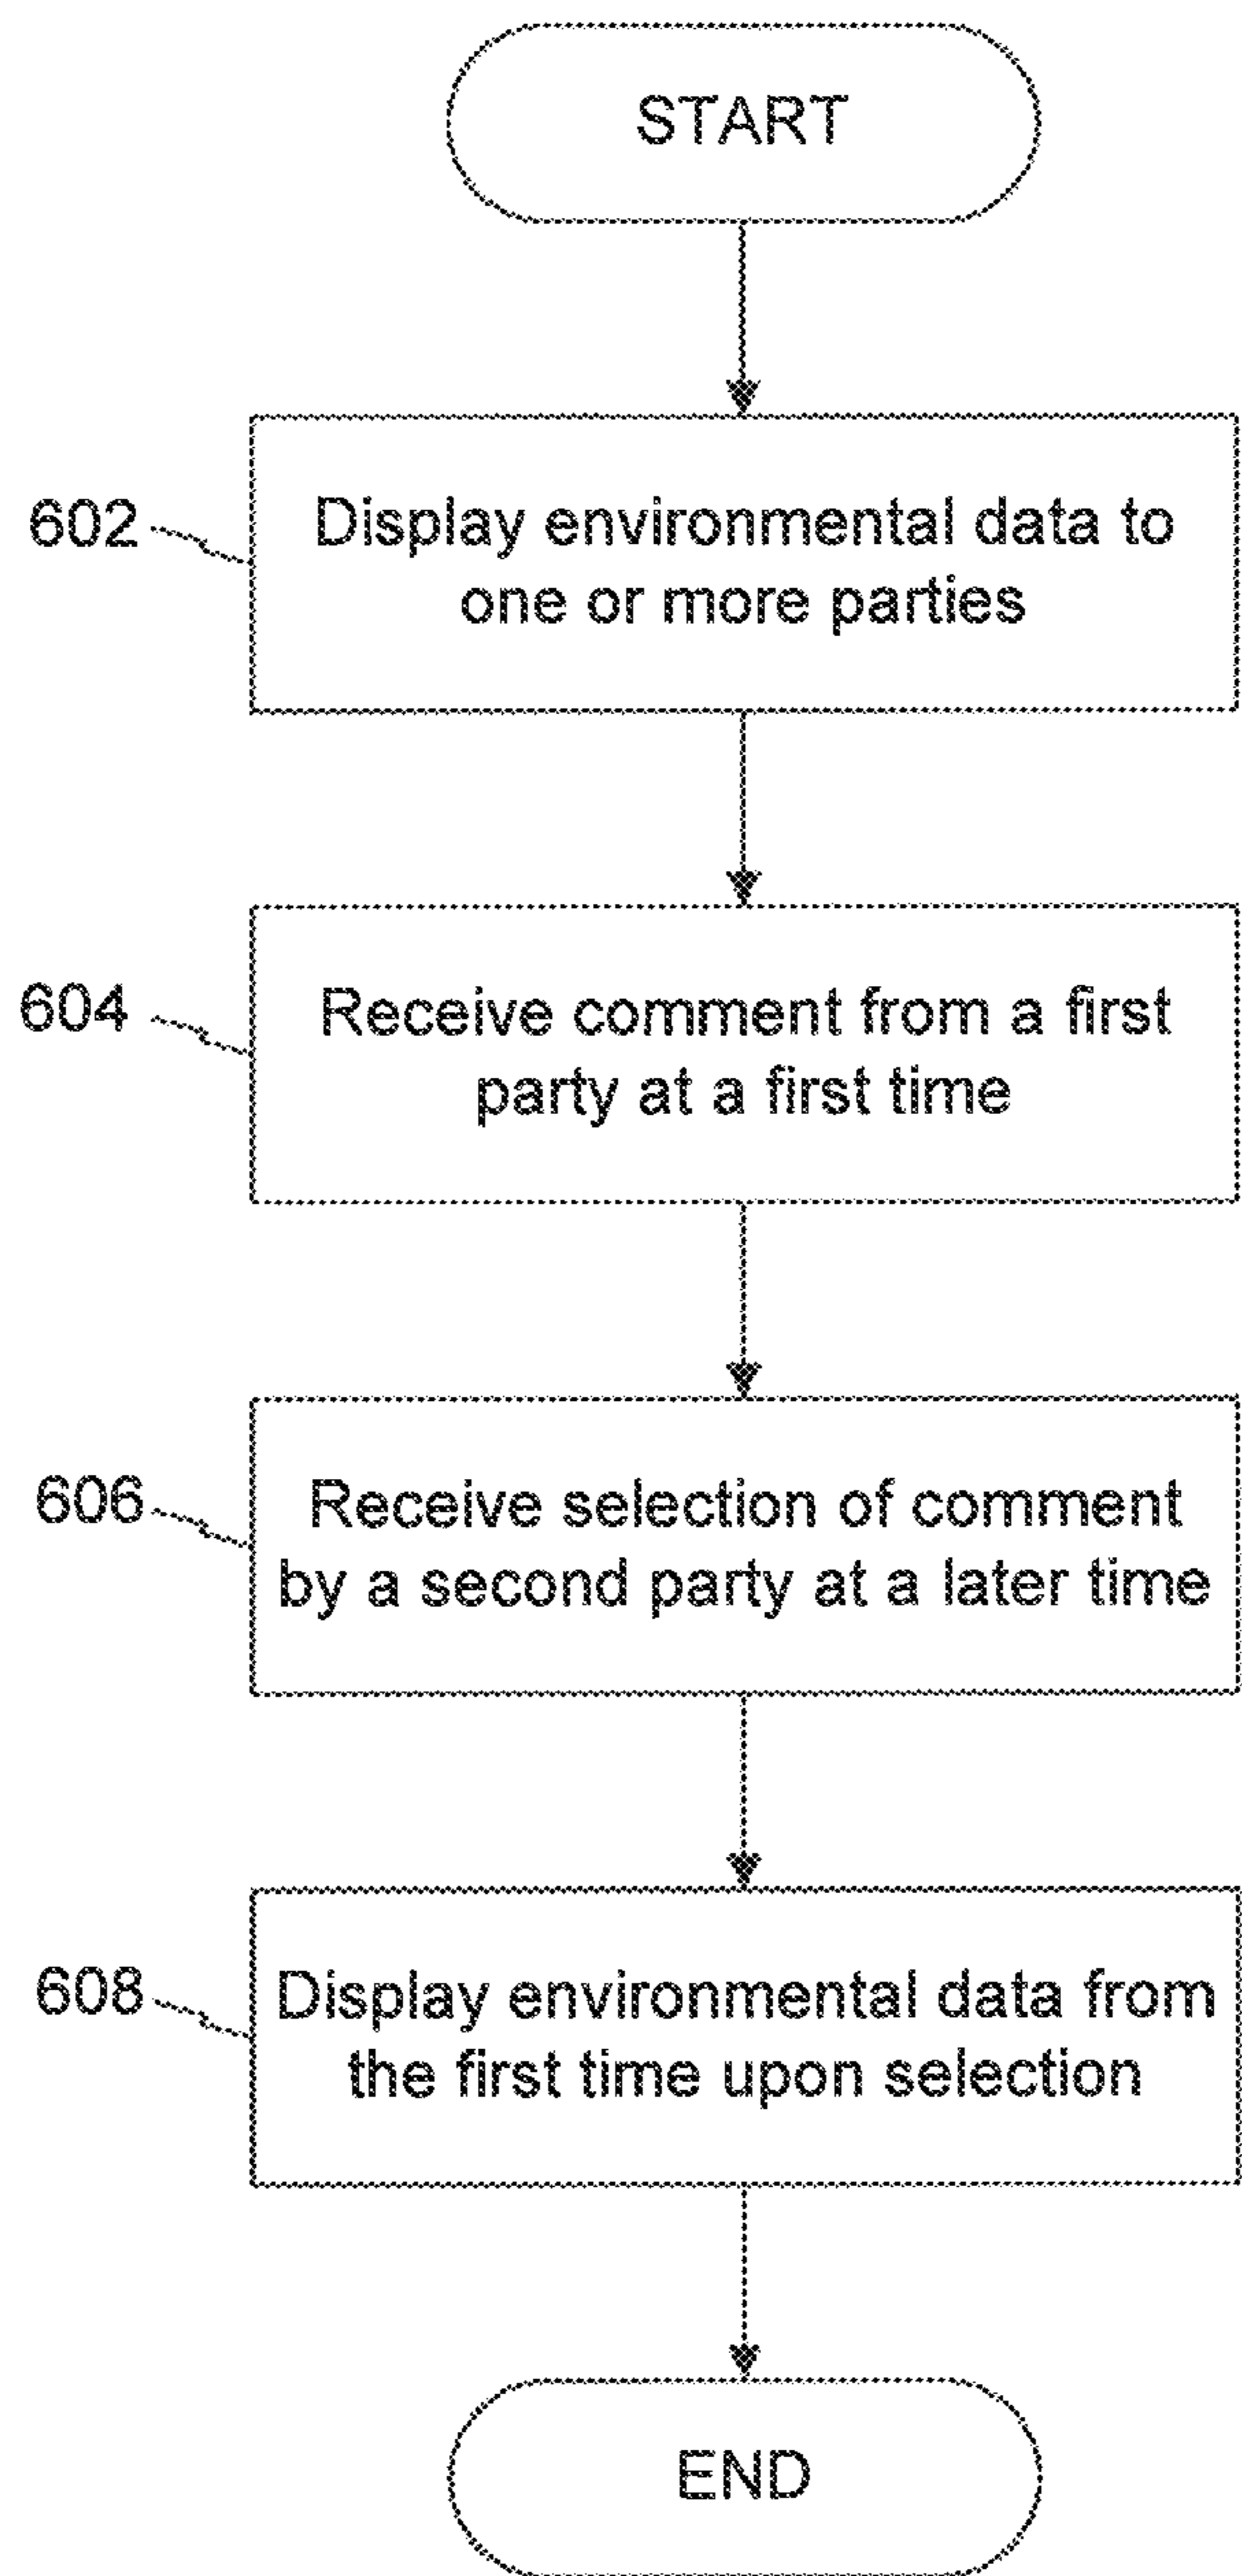 START
602
Display environmental data to
one or more parties
604
Receive comment from a first
party at a first time
606
Receive selection of comment
by a second party at a later time
608
Display environmental data from
the first time upon selection
END